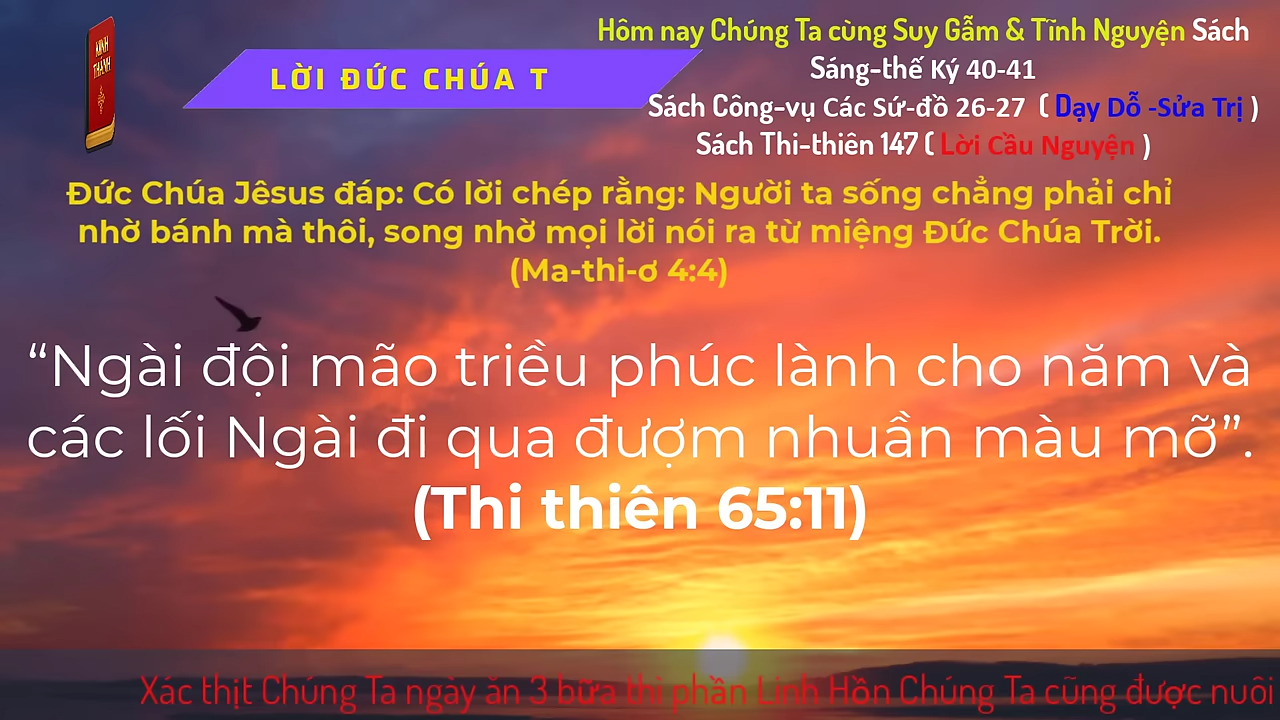 KINH
THÁNH
LỜI ĐỨC CHÚA T
Hôm nay Chúng Ta cùng Suy Gẫm & Tĩnh Nguyện Sách
Sáng-thế Ký 40-41
Sách Công-vụ Các Sứ-đồ 26-27 ( Dạy Dỗ -Sửa Trị )
Sách Thi-thiên 147 ( Lời Cầu Nguyện )
Đức Chúa Jêsus đáp: Có lời chép rằng: Người ta sống chẳng phải chỉ
nhờ bánh mà thôi, song nhờ mọi lời nói ra từ miệng Đức Chúa Trời.
(Ma-thi-ơ 4:4)
“Ngài đội mão triều phúc lành cho năm và
các lối Ngài đi qua đượm nhuần màu mỡ”.
(Thi thiên 65:11)
Xác thịt Chúng Ta ngày ăn 3 bữa thi phần Linh Hồn Chúng Ta cũng được nuôi